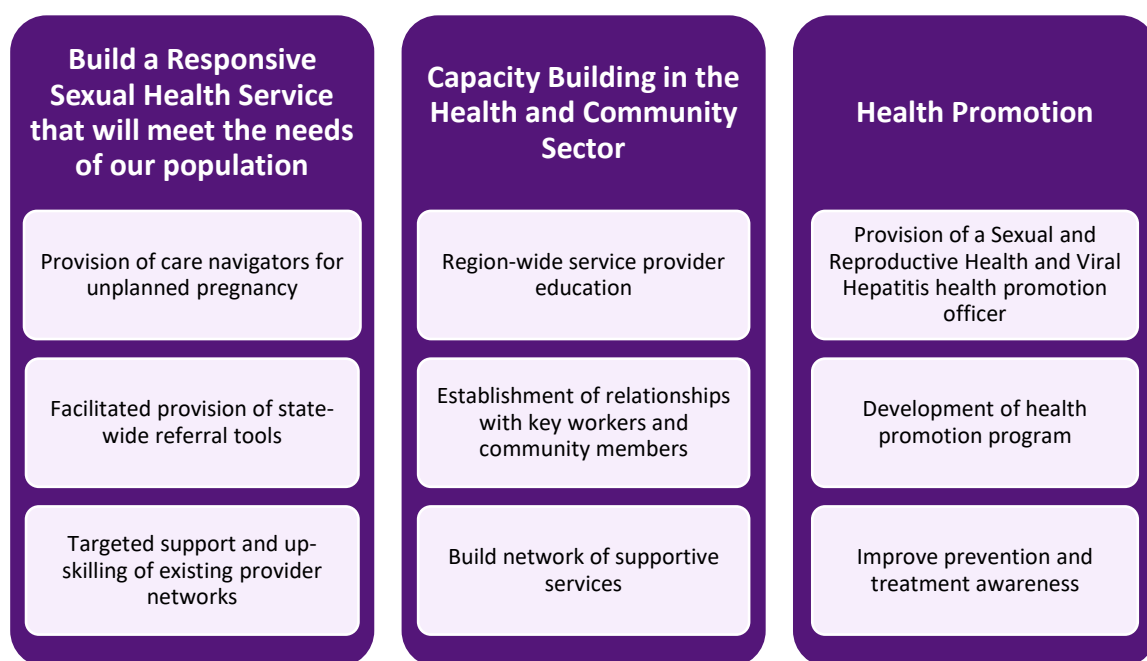 Build a Responsive
Sexual Health Service
that will meet the needs
of our population
Provision of care navigators for
unplanned pregnancy
Facilitated provision of state-
wide referral tools
Targeted support and up-
skilling of existing provider
networks
Capacity Building in the
Health and Community
Sector
Region-wide service provider
education
Establishment of relationships
with key workers and
community members
Build network of supportive
services
Health Promotion
Provision of a Sexual and
Reproductive Health and Viral
Hepatitis health promotion
officer
Development of health
promotion program
Improve prevention and
treatment awareness